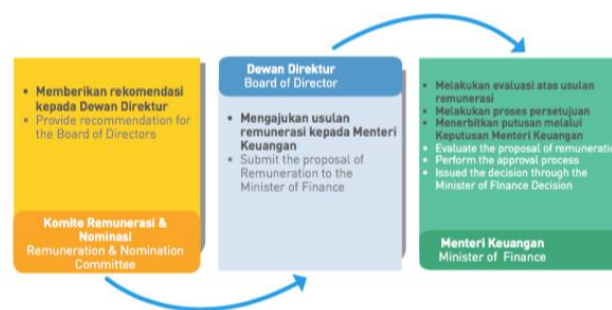 • Memberikan rekomendasi
kepada Dewan Direktur
• Provide recommendation for
the Board of Directors
Komite Remunerasi &
Nominasi
Remuneration & Nomination
Committee
Dewan Direktur
Board of Director
• Mengajukan usulan
remunerasi kepada Menteri
Keuangan
• Submit the proposal of
Remuneration to the
Minister of Finance
• Melakukan evaluasi atas usulan
remunerasi
• Melakukan proses persetujuan
• Menerbitkan putusan melalui
Keputusan Menteri Keuangan
• Evaluate the proposal of remuneratio
• Perform the approval process
• Issued the decision through the
Minister of FInance Decision
Menteri Keuangan
Minister of Finance